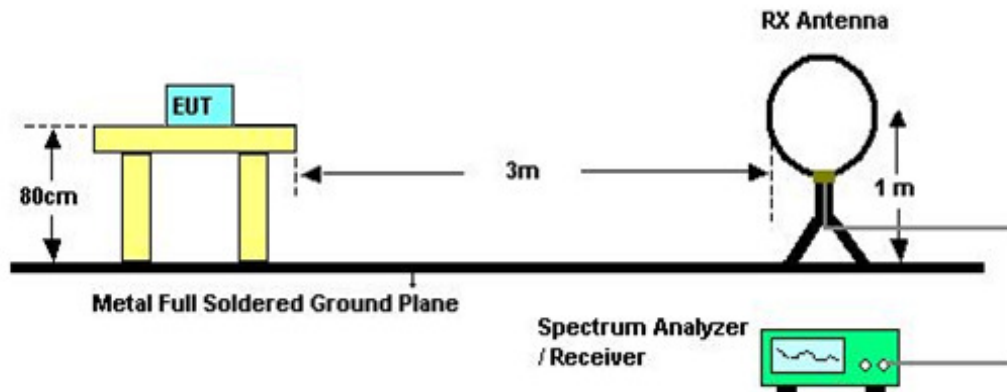 RX Antenna
EUT
3m
80cm
1 m
Metal Full Soldered Ground Plane
Spectrum Analyzer
/ Receiver